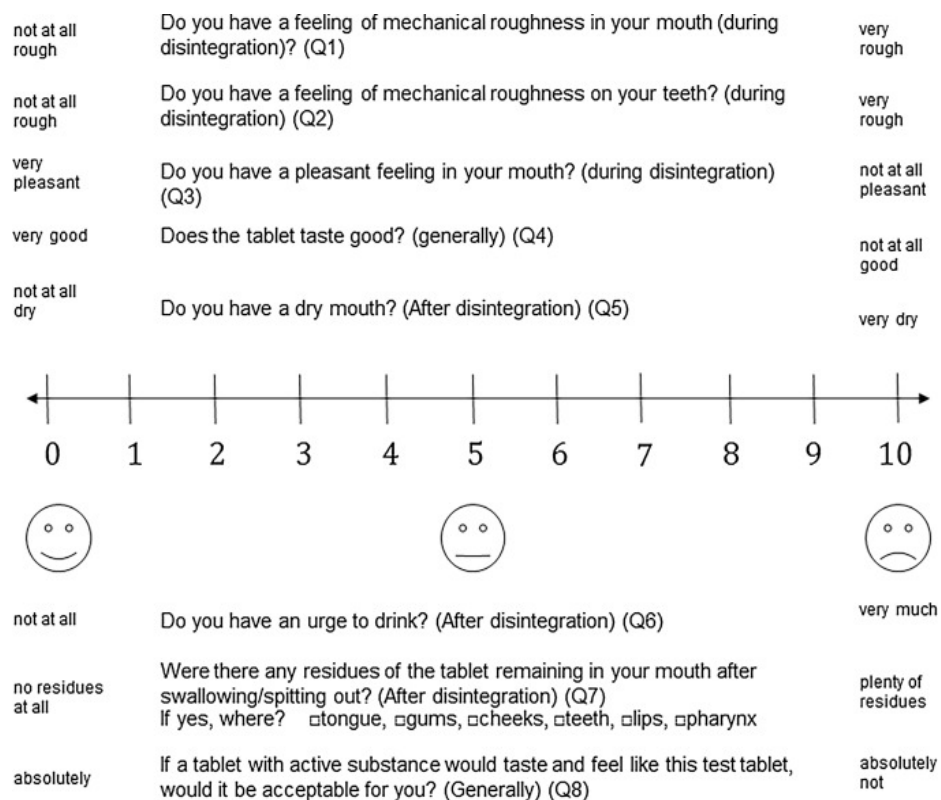 not at all
rough
Do you have a feeling of mechanical roughness in your mouth (during
disintegration)? (Q1)
very
rough
not at all
rough
Do you have a feeling of mechanical roughness on your teeth? (during
disintegration) (Q2)
very
rough
very
pleasant
Do you have a pleasant feeling in your mouth? (during disintegration)
(Q3)
not at all
pleasant
very good
Does the tablet taste good? (generally) (Q4)
not at all
good
not at all
dry
Do you have a dry mouth? (After disintegration) (Q5)
very dry
0 1 2 3 4 5 6 7 8 9 10
not at all
Do you have an urge to drink? (After disintegration) (Q6)
very much
no residues
at all
Were there any residues of the tablet remaining in your mouth after
swallowing/spitting out? (After disintegration) (Q7)
If yes, where? □tongue, □gums, □cheeks, □teeth, □lips, □pharynx
plenty of
residues
absolutely
If a tablet with active substance would taste and feel like this test tablet,
would it be acceptable for you? (Generally) (Q8)
absolutely
not